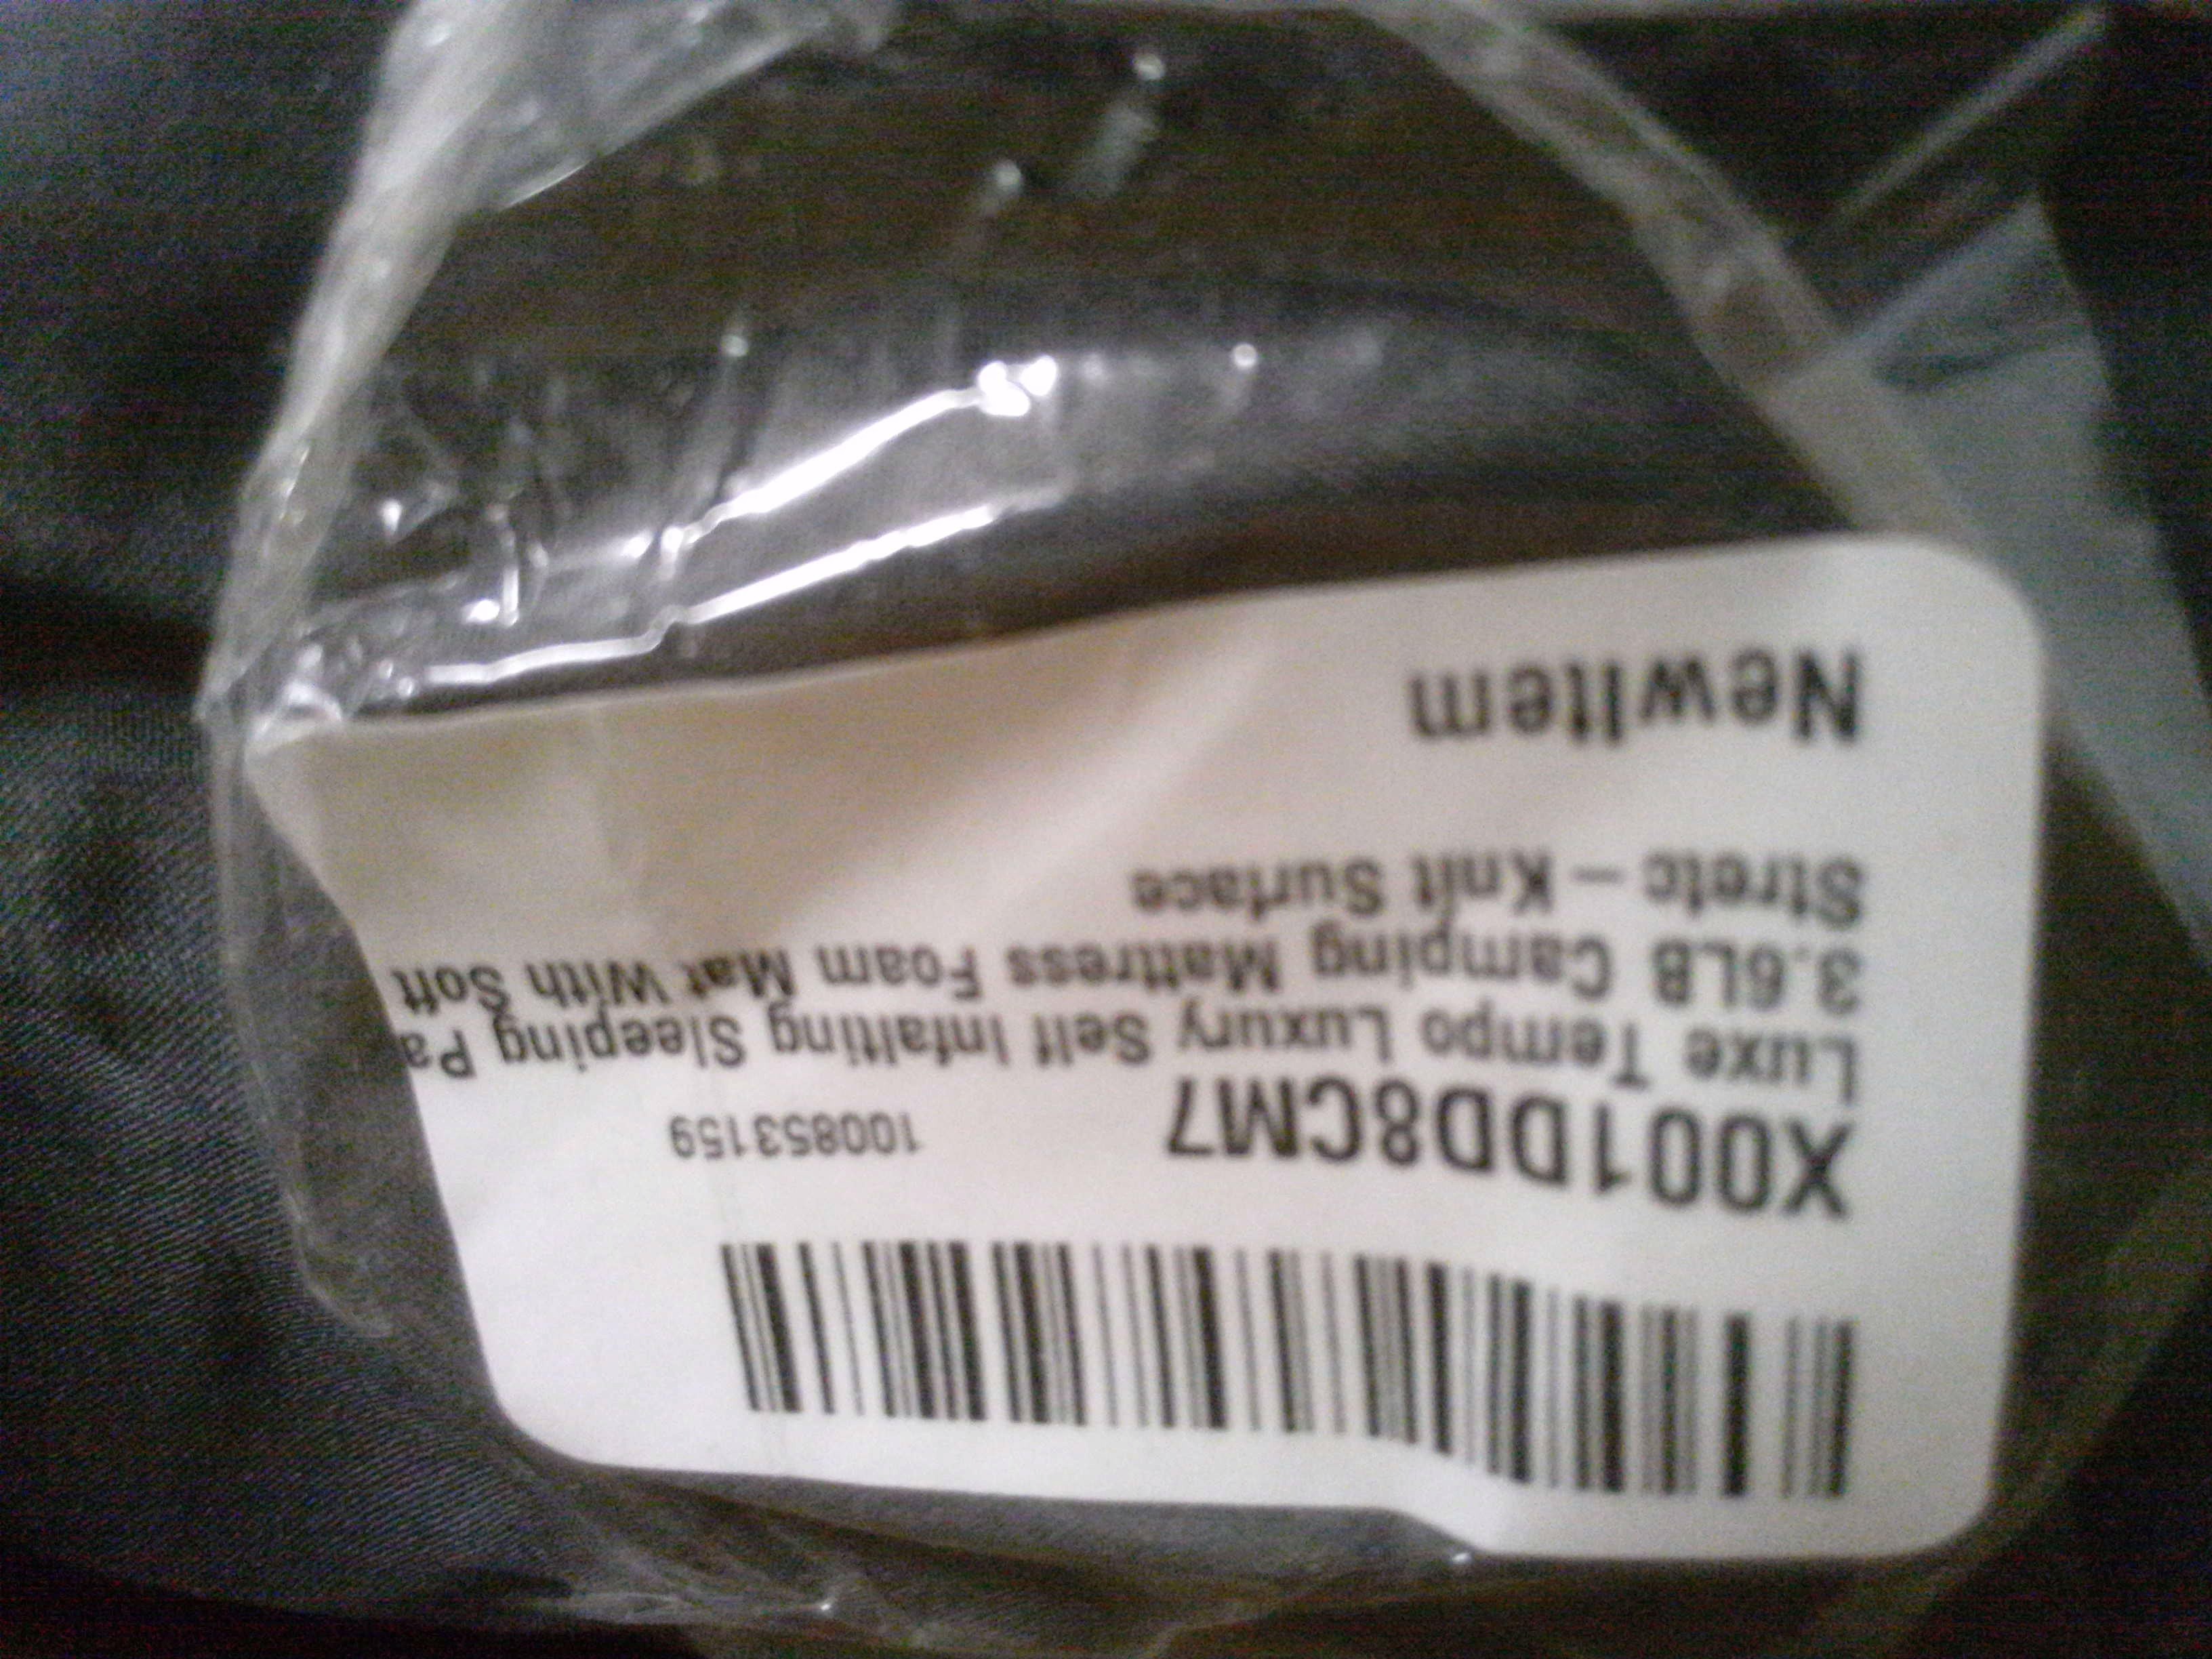 X001DD8CM7 100853159
Luxe Tempo Luxury Self Infalting Sleeping Pa
3.6LB Camping Mattress Foam Mat With Soft
Stretc – Knit Surface
NewItem